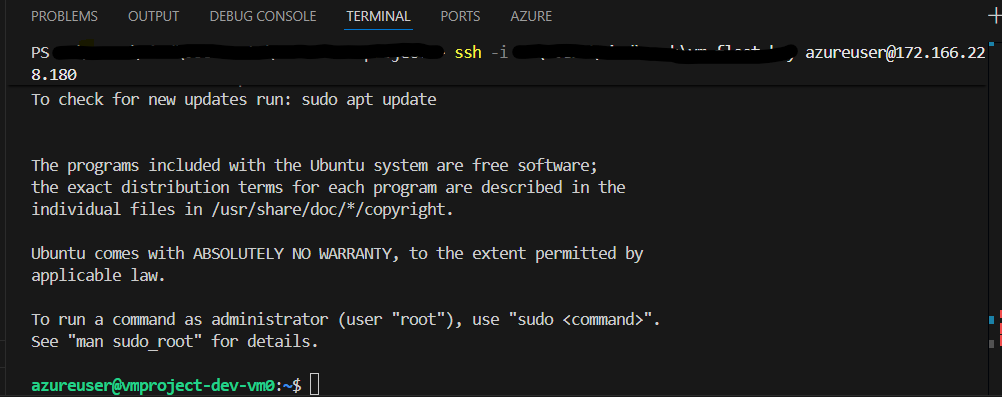 PROBLEMS OUTPUT DEBUG CONSOLE TERMINAL PORTS AZURE
PS ssh -i azureuser@172.166.22
8.180
To check for new updates run: sudo apt update
The programs included with the Ubuntu system are free software;
the exact distribution terms for each program are described in the
individual files in /usr/share/doc/*/copyright.
Ubuntu comes with ABSOLUTELY NO WARRANTY, to the extent permitted by
applicable law.
To run a command as administrator (user "root"), use "sudo <command>".
See "man sudo_root" for details.
azureuser@vmproject-dev-vm0:~$